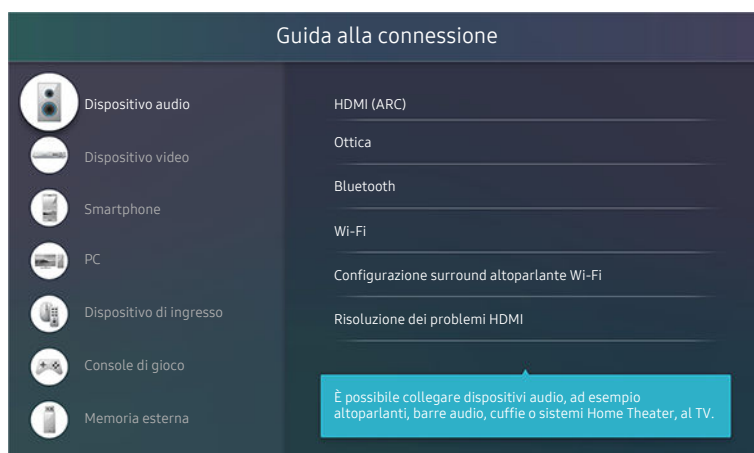 Guida alla connessione
Dispositivo audio
Dispositivo video
Smartphone
PC
Dispositivo di ingresso
Console di gioco
Memoria esterna
HDMI (ARC)
Ottica
Bluetooth
Wi-Fi
Configurazione surround altoparlante Wi-Fi
Risoluzione dei problemi HDMI
È possibile collegare dispositivi audio, ad esempio
altoparlanti, barre audio, cuffie o sistemi Home Theater, al TV.